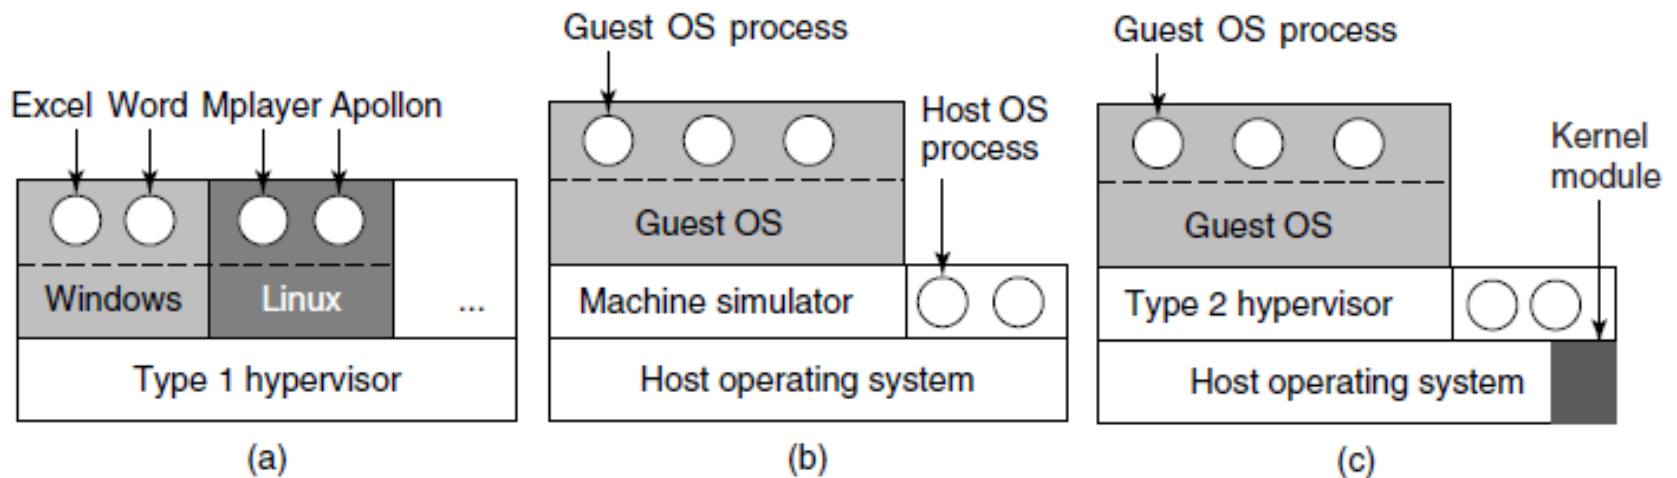 Excel Word Mplayer Apollon
Windows
Linux
...
Type 1 hypervisor
(a)
Guest OS process
Host OS
process
Guest OS
Machine simulator
Host operating system
(b)
Guest OS process
Kernel
module
Guest OS
Type 2 hypervisor
Host operating system
(c)